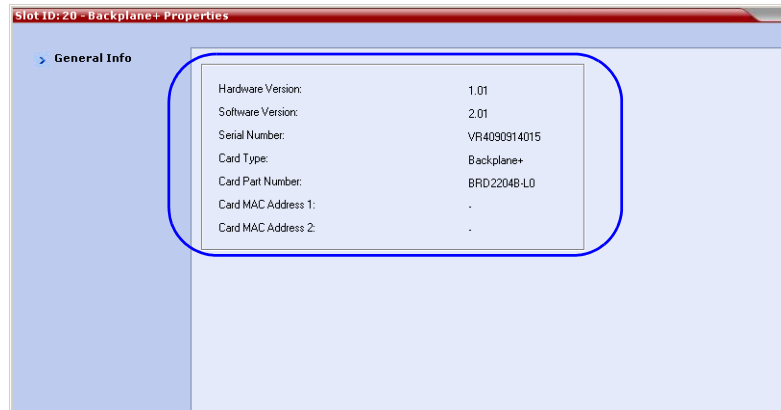 Slot ID: 20 - Backplane+ Properties
General Info
Hardware Version: 1.01
Software Version: 2.01
Serial Number: VR4090914015
Card Type: Backplane+
Card Part Number: BRD2204B-L0
Card MAC Address 1: -
Card MAC Address 2: -